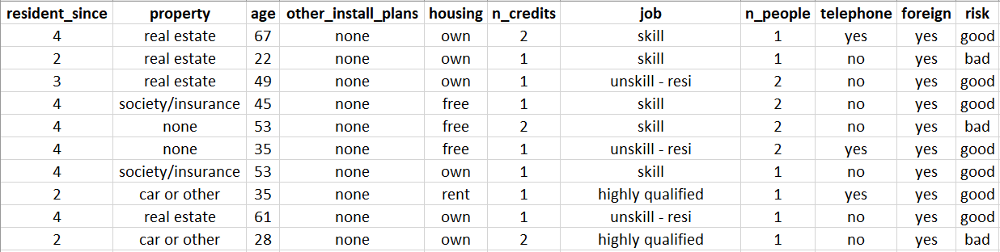 resident_since property age other_install_plans housing n_credits job n_people telephone foreign risk
4 real estate 67 none own 2 skill 1 yes yes good
2 real estate 22 none own 1 skill 1 no yes bad
3 real estate 49 none own 1 unskill - resi 2 no yes good
4 society/insurance 45 none free 1 skill 2 no yes good
4 none 53 none free 2 skill 2 no yes bad
4 none 35 none free 1 unskill - resi 2 yes yes good
4 society/insurance 53 none own 1 skill 1 no yes good
2 car or other 35 none rent 1 highly qualified 1 yes yes good
4 real estate 61 none own 1 unskill - resi 1 no yes good
2 car or other 28 none own 2 highly qualified 1 no yes bad